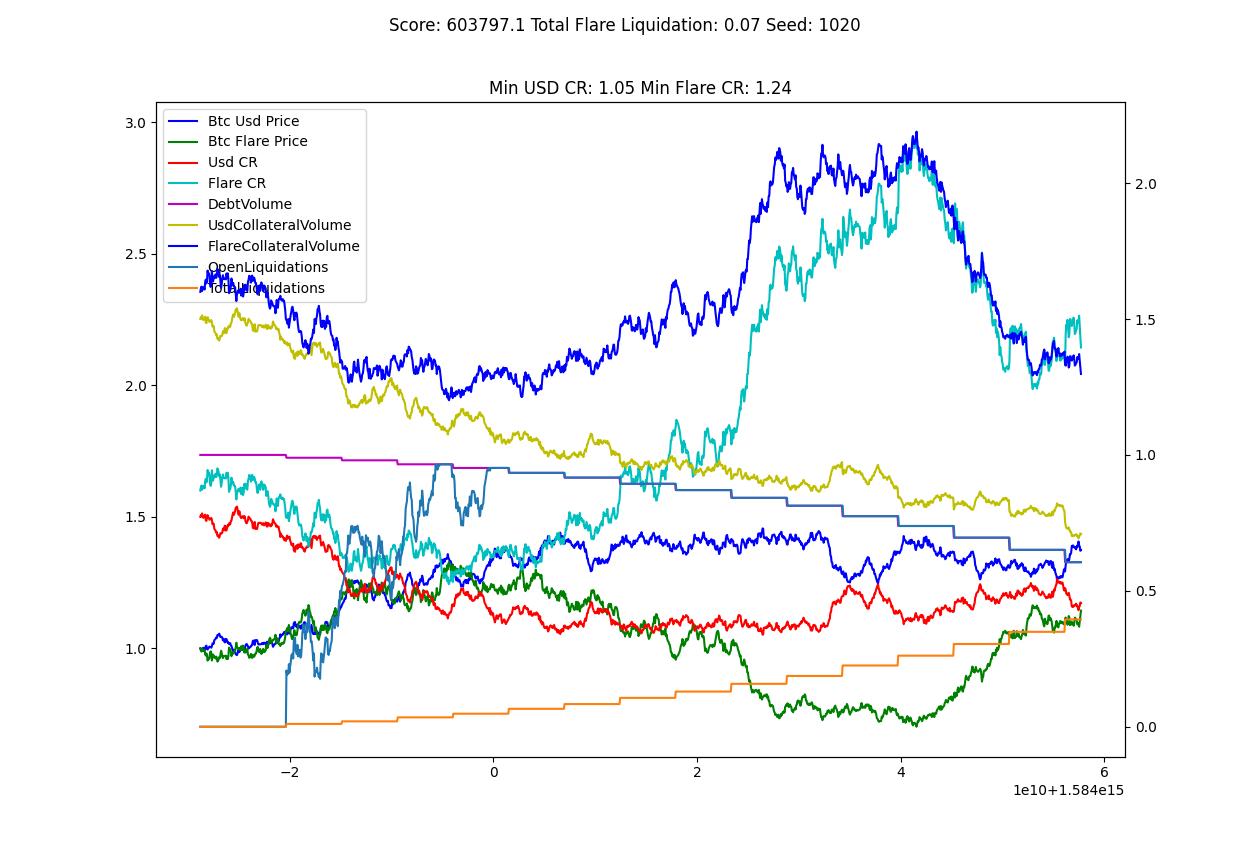 Score: 603797.1 Total Flare Liquidation: 0.07 Seed: 1020
Min USD CR: 1.05 Min Flare CR: 1.24
Btc Usd Price
Btc Flare Price
Usd CR
Flare CR
DebtVolume
UsdCollateralVolume
FlareCollateralVolume
OpenLiquidations
TotalLiquidations
3.0
2.5
2.0
1.5
1.0
2.0
1.5
1.0
0.5
0.0
−2
0
2
4
6
1e10+1.584e15